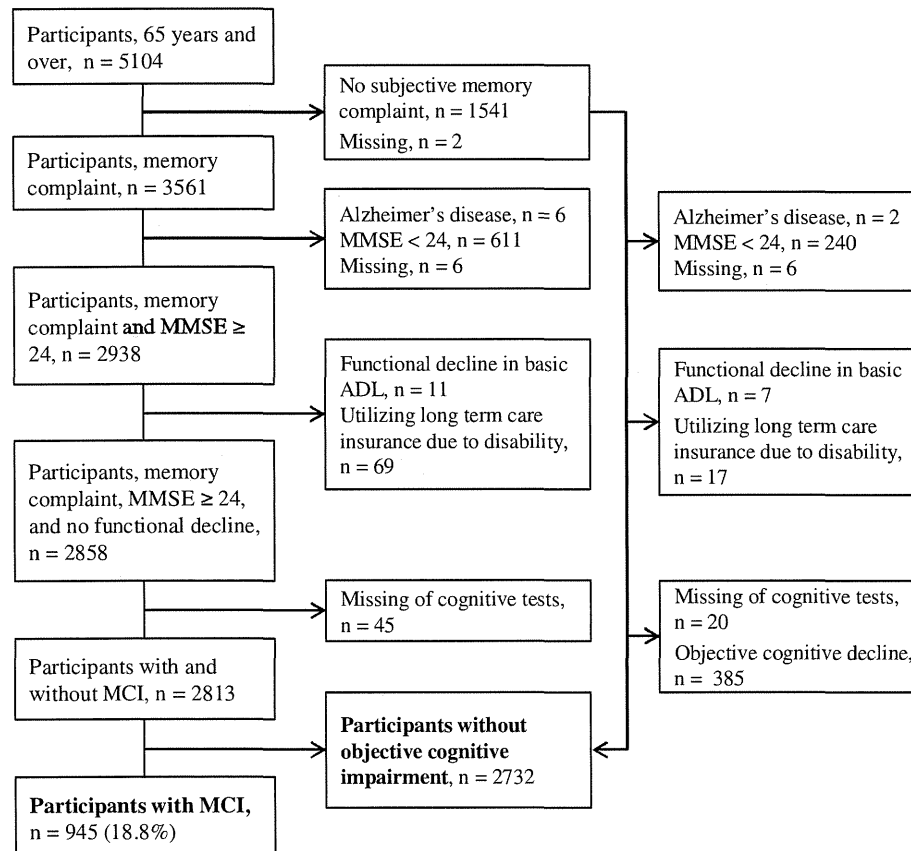 Participants, 65 years and
over, n = 5104
No subjective memory
complaint, n = 1541
Missing, n = 2
Participants, memory
complaint, n = 3561
Alzheimer's disease, n = 6
MMSE < 24, n = 611
Missing, n = 6
Alzheimer's disease, n = 2
MMSE < 24, n = 240
Missing, n = 6
Participants, memory
complaint and MMSE ≥
24, n = 2938
Functional decline in basic
ADL, n = 11
Utilizing long term care
insurance due to disability,
n = 69
Functional decline in basic
ADL, n = 7
Utilizing long term care
insurance due to disability,
n = 17
Participants, memory
complaint, MMSE ≥ 24,
and no functional decline,
n = 2858
Missing of cognitive tests,
n = 45
Missing of cognitive tests,
n = 20
Objective cognitive decline,
n = 385
Participants with and
without MCI, n = 2813
Participants without
objective cognitive
impairment, n = 2732
Participants with MCI,
n = 945 (18.8%)